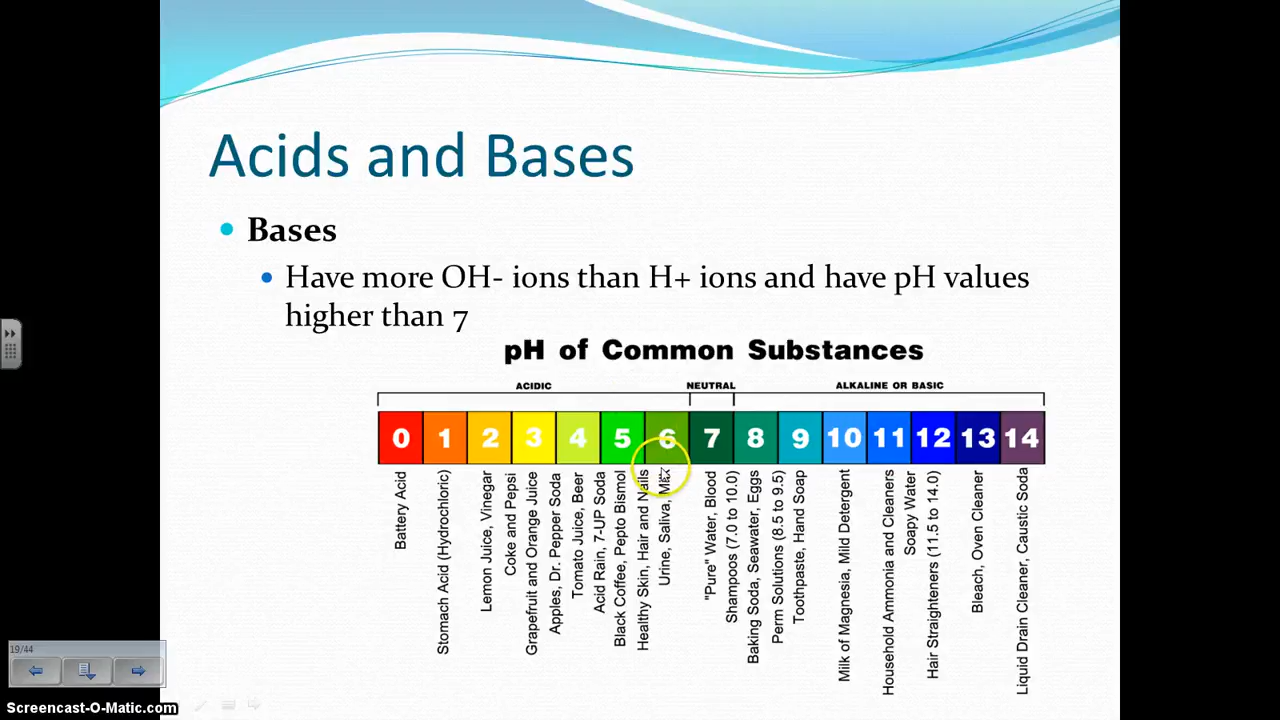 Acids and Bases
Bases
Have more OH- ions than H+ ions and have pH values
higher than 7
pH of Common Substances
ACIDIC
NEUTRAL
ALKALINE OR BASIC
0 1 2 3 4 5 6 7 8 9 10 11 12 13 14
Battery Acid
Stomach Acid (Hydrochloric)
Lemon Juice, Vinegar
Coke and Pepsi
Grapefruit and Orange Juice
Apples, Dr. Pepper Soda
Tomato Juice, Beer
Acid Rain, 7-UP Soda
Black Coffee, Pepto Bismol
Healthy Skin, Hair and Nails
Urine, Saliva, Milk
"Pure" Water, Blood
Shampoos (7.0 to 10.0)
Baking Soda, Seawater, Eggs
Perm Solutions (8.5 to 9.5)
Toothpaste, Hand Soap
Milk of Magnesia, Mild Detergent
Household Ammonia and Cleaners
Soapy Water
Hair Straighteners (11.5 to 14.0)
Bleach, Oven Cleaner
Liquid Drain Cleaner, Caustic Soda
19/44
Screencast-O-Matic.com